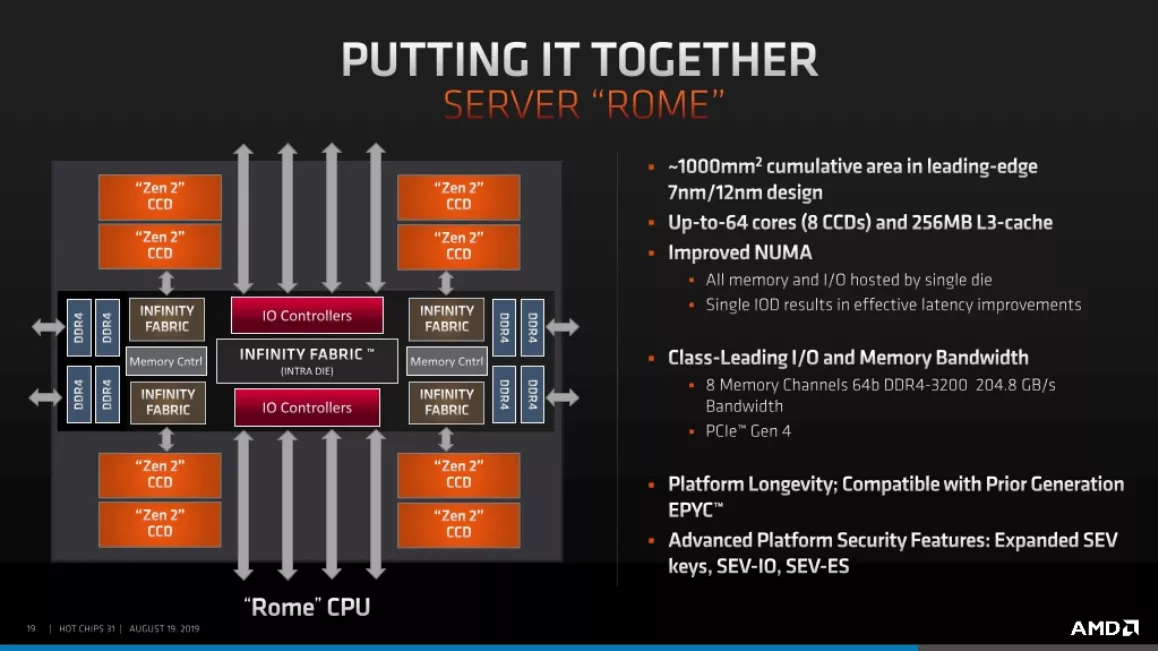 PUTTING IT TOGETHER
SERVER “ROME”
“Zen 2”
CCD
“Zen 2”
CCD
“Zen 2”
CCD
“Zen 2”
CCD
DDR4
DDR4
INFINITY
FABRIC
IO Controllers
INFINITY
FABRIC
DDR4
DDR4
Memory Cntrl
INFINITY FABRIC ™
(INTRA DIE)
Memory Cntrl
DDR4
DDR4
INFINITY
FABRIC
IO Controllers
INFINITY
FABRIC
DDR4
DDR4
“Zen 2”
CCD
“Zen 2”
CCD
“Zen 2”
CCD
“Zen 2”
CCD
“Rome” CPU
~1000mm² cumulative area in leading-edge
7nm/12nm design
Up-to-64 cores (8 CCDs) and 256MB L3-cache
Improved NUMA
All memory and I/O hosted by single die
Single IOD results in effective latency improvements
Class-Leading I/O and Memory Bandwidth
8 Memory Channels 64b DDR4-3200 204.8 GB/s
Bandwidth
PCIe™ Gen 4
Platform Longevity; Compatible with Prior Generation
EPYC™
Advanced Platform Security Features: Expanded SEV
keys, SEV-IO, SEV-ES
19 | HOT CHIPS 31 | AUGUST 19, 2019
AMD